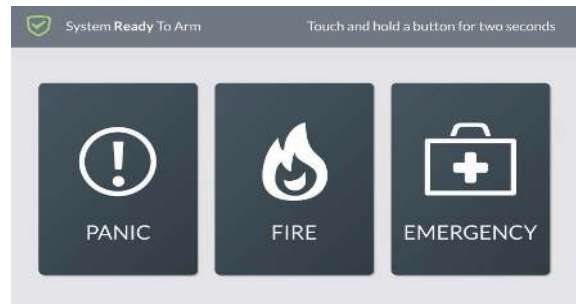 System Ready To Arm
Touch and hold a button for two seconds
PANIC
FIRE
EMERGENCY